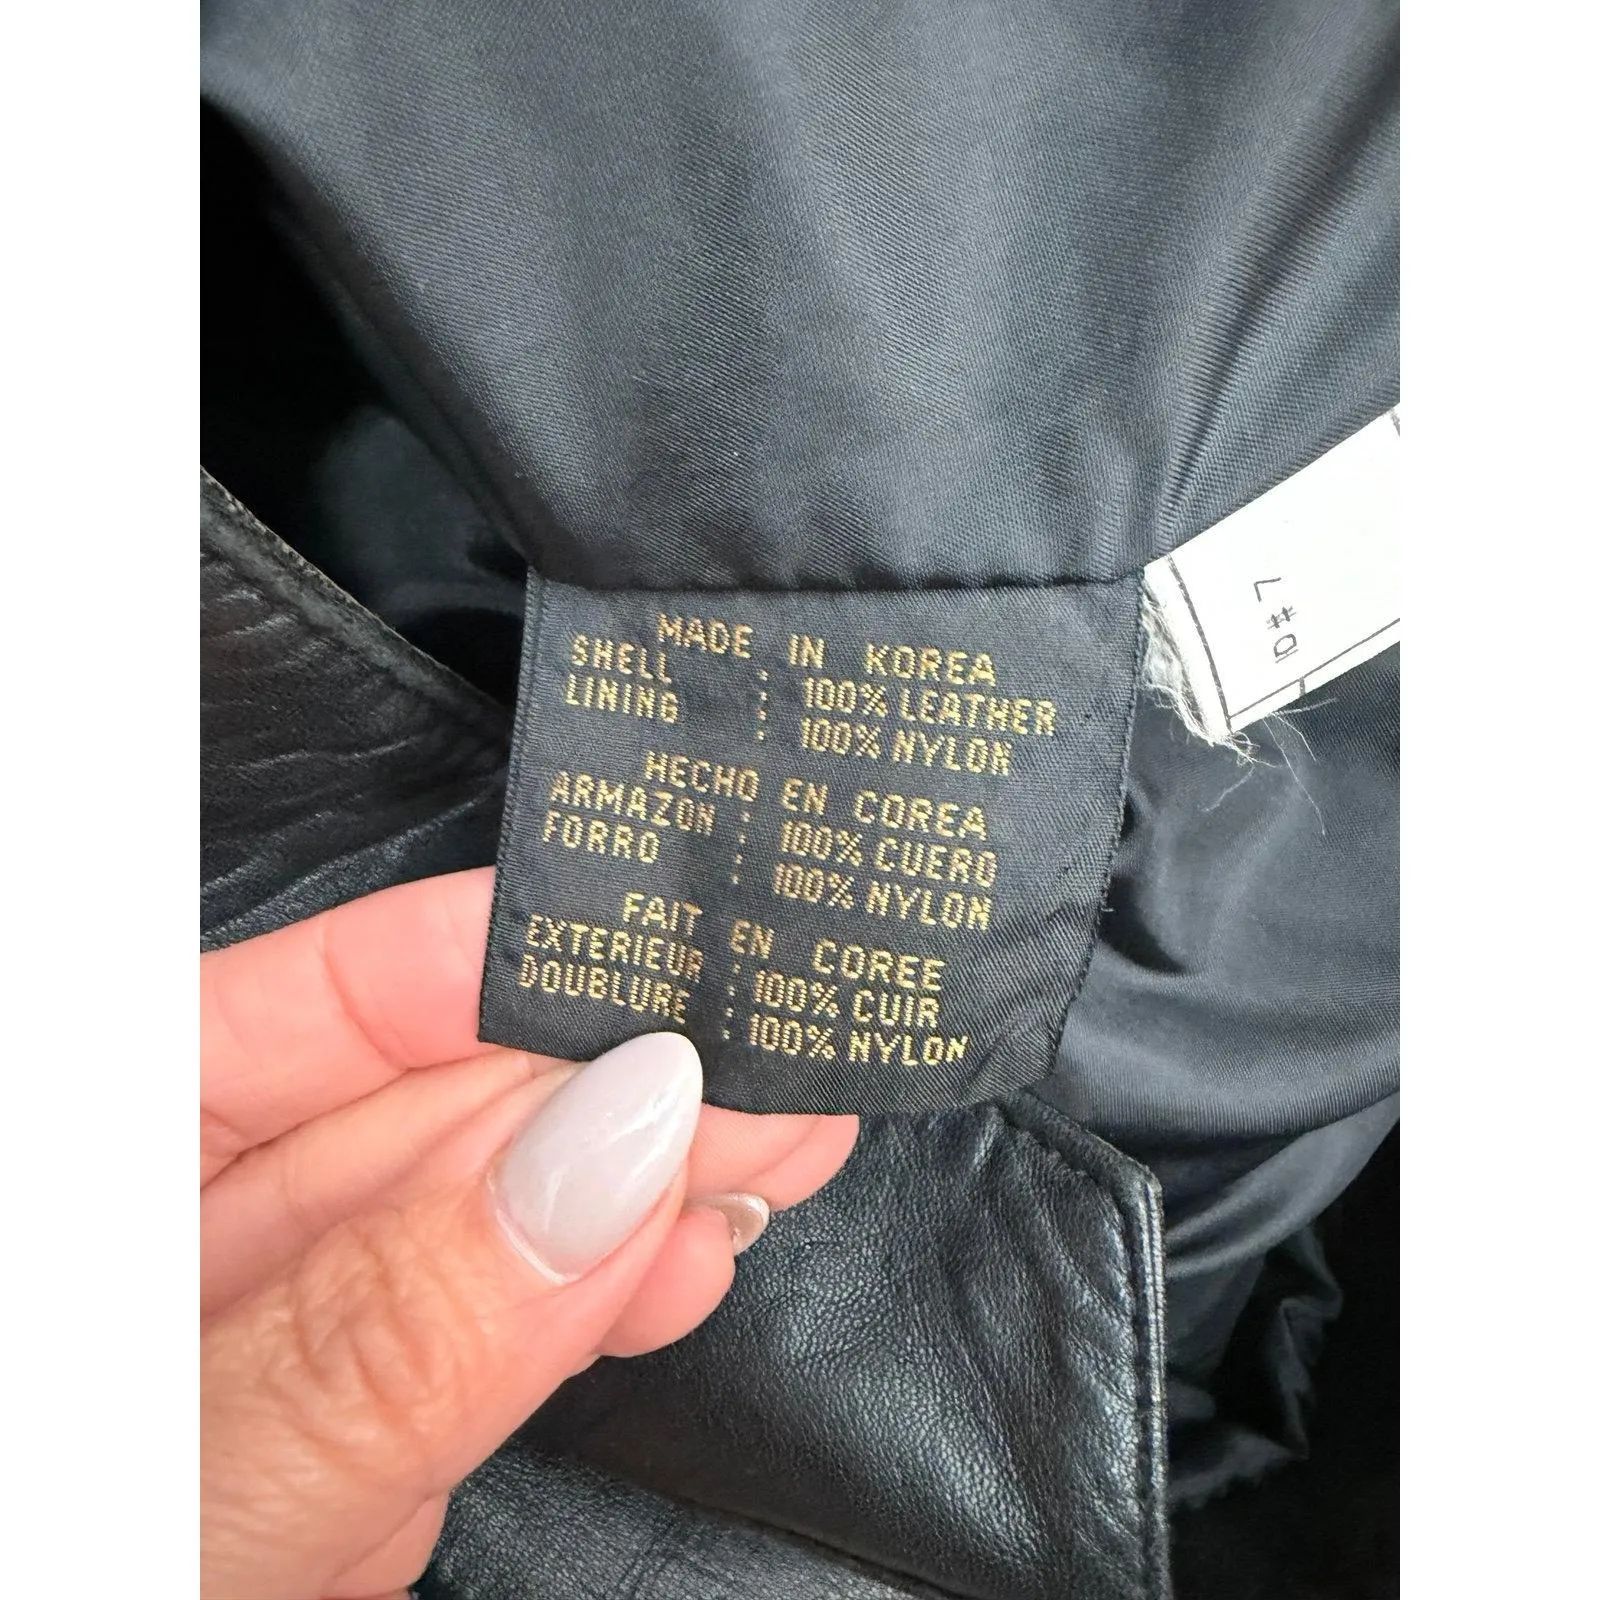 MADE IN KOREA
SHELL : 100% LEATHER
LINING : 100% NYLON
HECHO EN COREA
ARMAZON : 100% CUERO
FORRO : 100% NYLON
FAIT EN COREE
EXTERIEUR : 100% CUIR
DOUBLURE : 100% NYLON
ID# 7